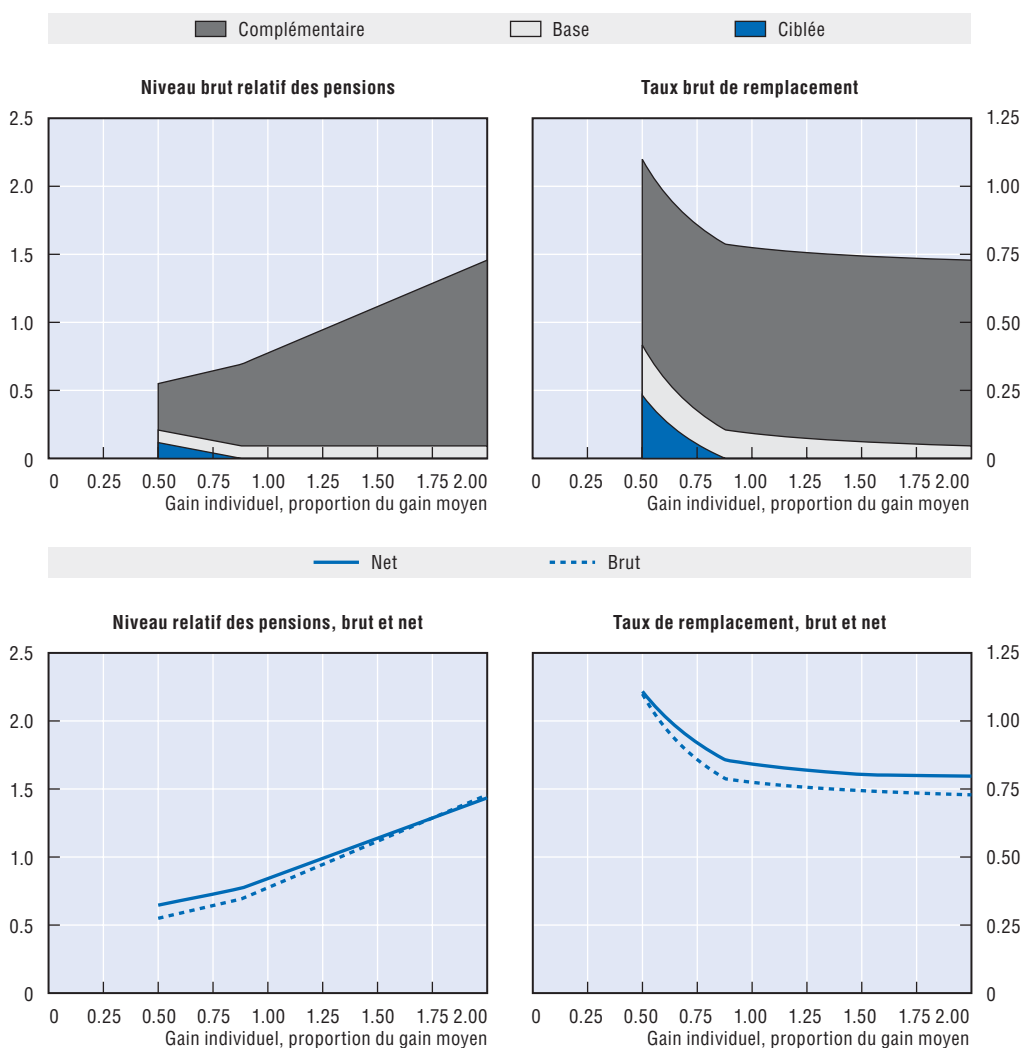 Complémentaire Base Ciblée
Niveau brut relatif des pensions
2.5
2.0
1.5
1.0
0.5
0
0 0.25 0.50 0.75 1.00 1.25 1.50 1.75 2.00
Gain individuel, proportion du gain moyen
Taux brut de remplacement
1.25
1.00
0.75
0.50
0.25
0
0 0.25 0.50 0.75 1.00 1.25 1.50 1.75 2.00
Gain individuel, proportion du gain moyen
Net Brut
Niveau relatif des pensions, brut et net
2.5
2.0
1.5
1.0
0.5
0
0 0.25 0.50 0.75 1.00 1.25 1.50 1.75 2.00
Gain individuel, proportion du gain moyen
Taux de remplacement, brut et net
1.25
1.00
0.75
0.50
0.25
0
0 0.25 0.50 0.75 1.00 1.25 1.50 1.75 2.00
Gain individuel, proportion du gain moyen